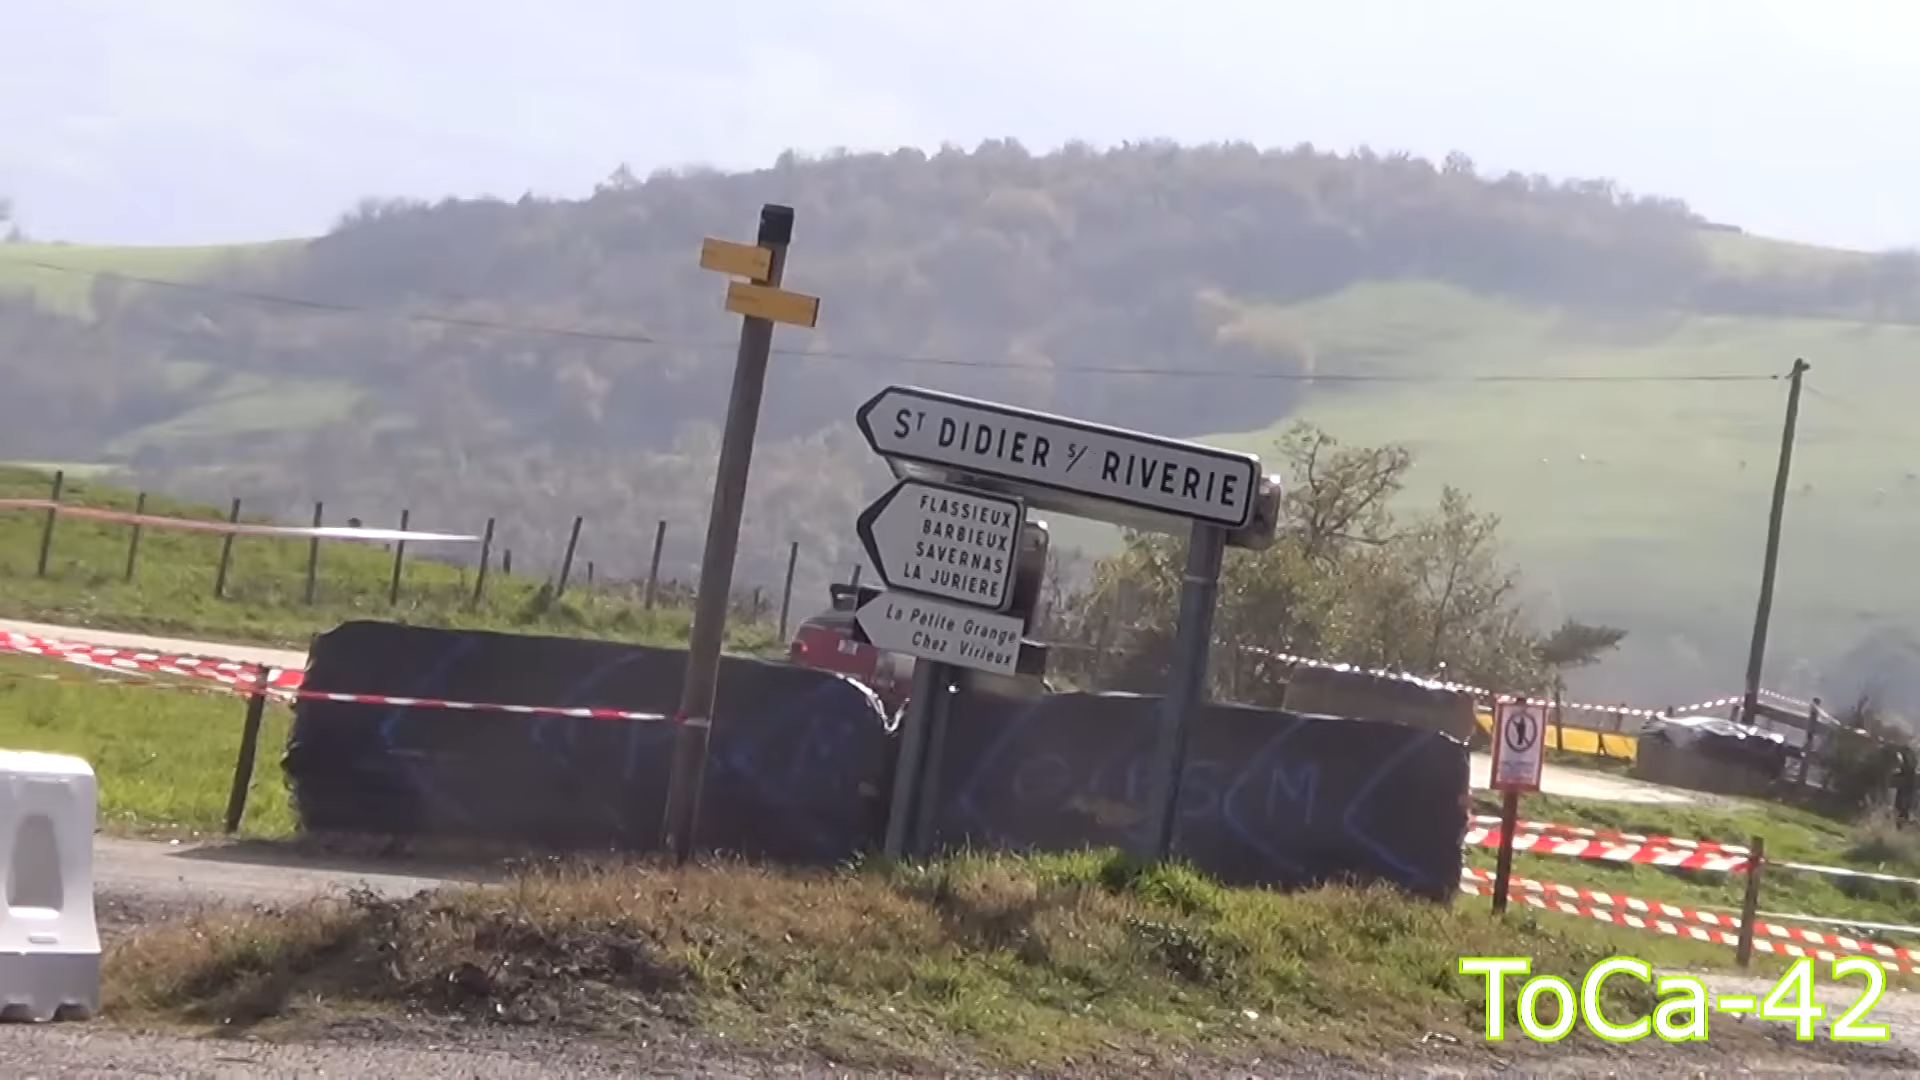 Sᵀ DIDIER s/ RIVERIE
FLASSIEUX
BARBIEUX
SAVERNAS
LA JURIERE
La Petite Grange
Chez Virieux
ToCa-42